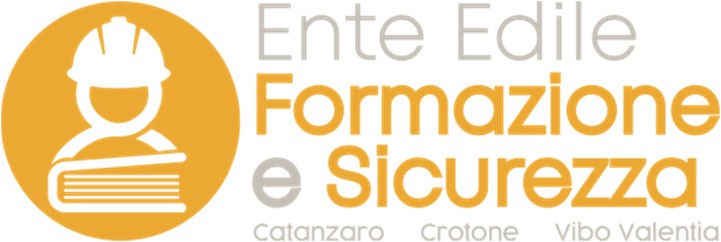 Ente Edile
Formazione
e Sicurezza
Catanzaro Crotone Vibo Valentia